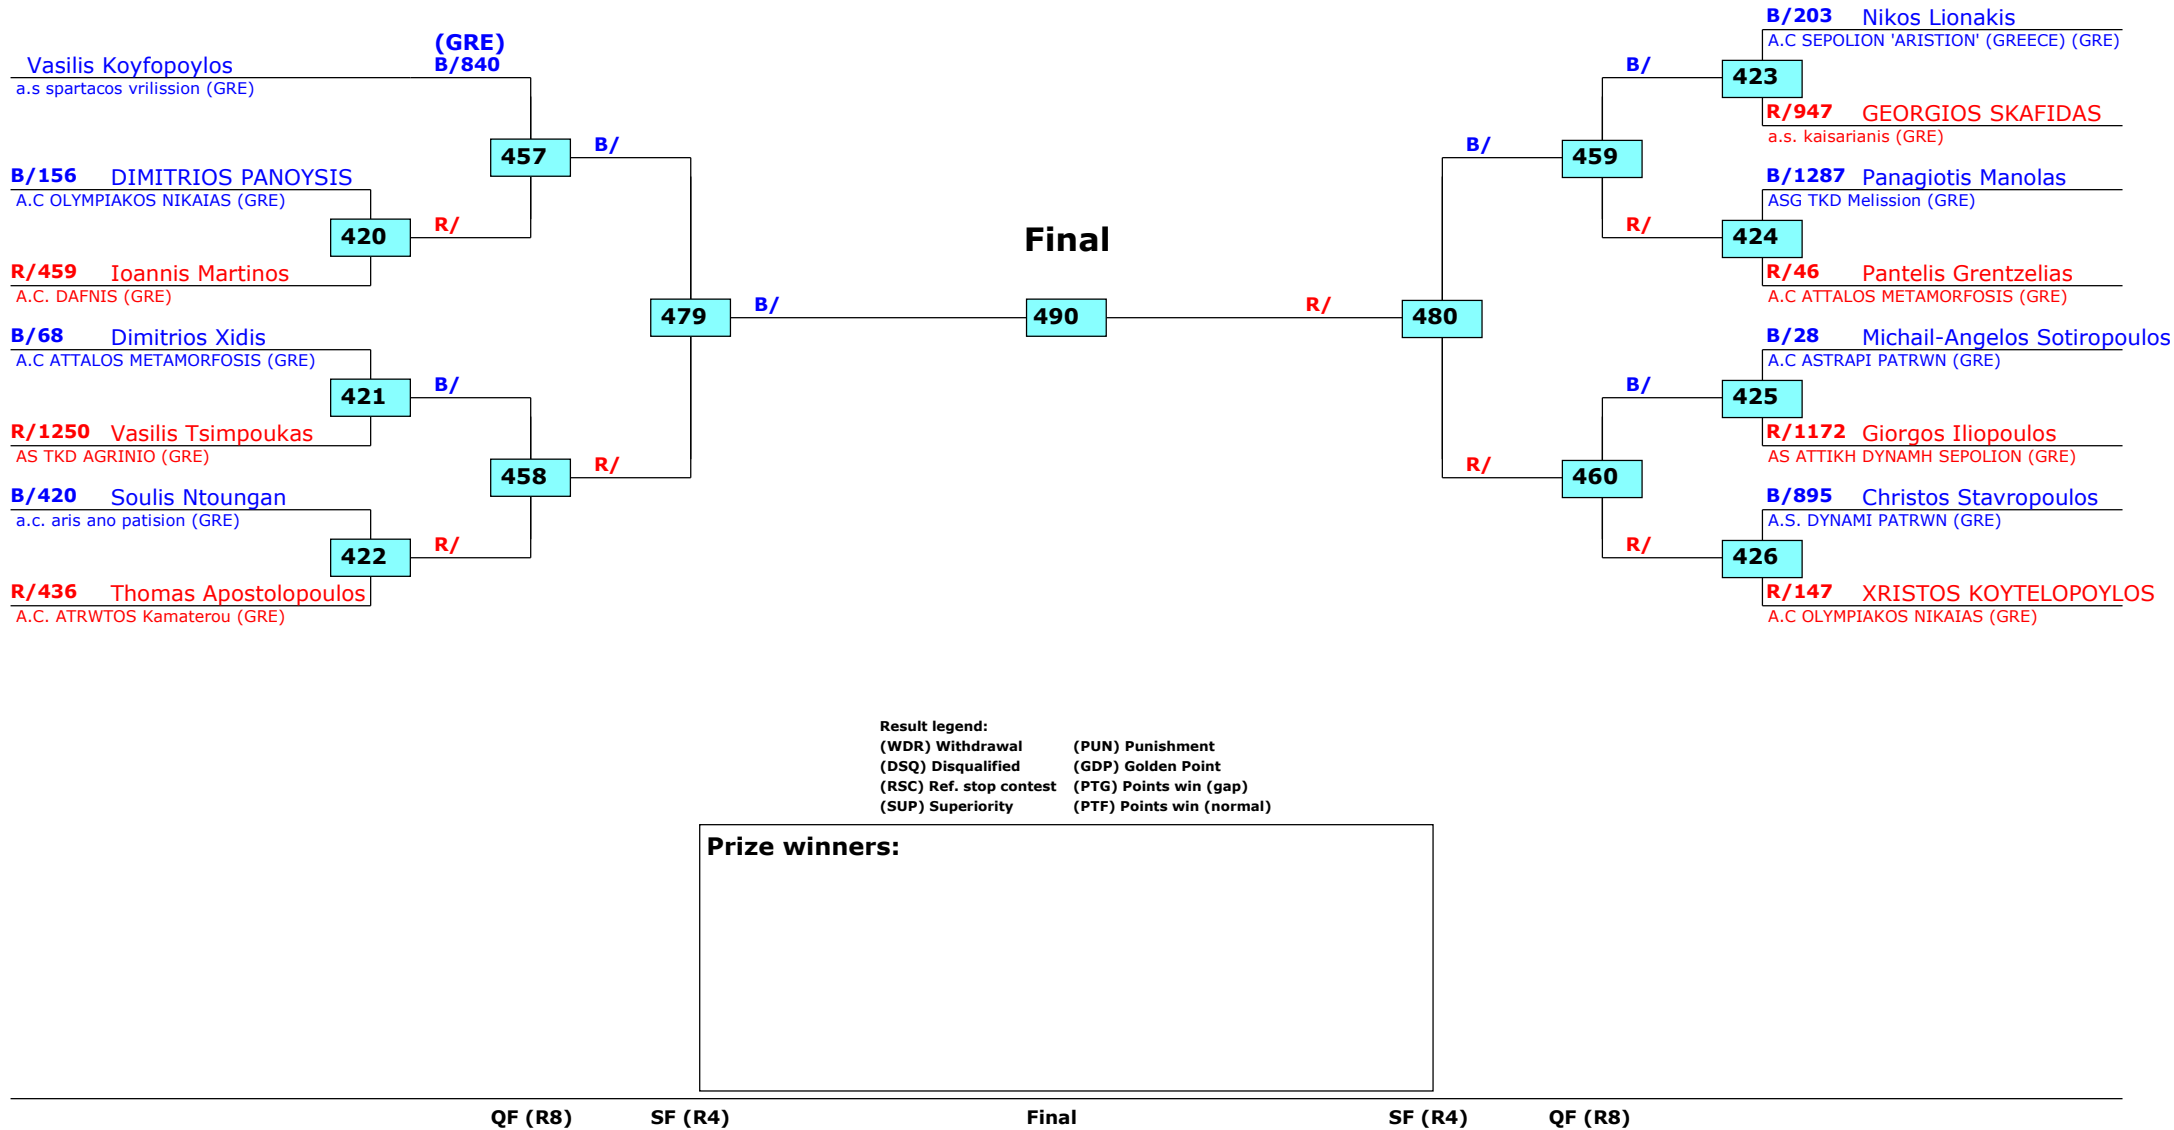 (GRE)
Vasilis Koyfopoylos B/840
a.s spartacos vrilission (GRE)
457 B/
B/156 DIMITRIOS PANOYSIS
A.C OLYMPIAKOS NIKAIAS (GRE)
420 R/
R/459 Ioannis Martinos
A.C. DAFNIS (GRE)
479 B/
B/68 Dimitrios Xidis
A.C ATTALOS METAMORFOSIS (GRE)
421 B/
R/1250 Vasilis Tsimpoukas
AS TKD AGRINIO (GRE)
458 R/
B/420 Soulis Ntoungan
a.c. aris ano patision (GRE)
422 R/
R/436 Thomas Apostolopoulos
A.C. ATRWTOS Kamaterou (GRE)
Final
490
B/203 Nikos Lionakis
A.C SEPOLION 'ARISTION' (GREECE) (GRE)
B/ 423
R/947 GEORGIOS SKAFIDAS
a.s. kaisarianis (GRE)
B/ 459
B/1287 Panagiotis Manolas
ASG TKD Melission (GRE)
R/ 424
R/46 Pantelis Grentzelias
A.C ATTALOS METAMORFOSIS (GRE)
R/ 480
B/28 Michail-Angelos Sotiropoulos
A.C ASTRAPI PATRWN (GRE)
B/ 425
R/1172 Giorgos Iliopoulos
AS ATTIKH DYNAMH SEPOLION (GRE)
R/ 460
B/895 Christos Stavropoulos
A.S. DYNAMI PATRWN (GRE)
R/ 426
R/147 XRISTOS KOYTELOPOYLOS
A.C OLYMPIAKOS NIKAIAS (GRE)
Result legend:
(WDR) Withdrawal (PUN) Punishment
(DSQ) Disqualified (GDP) Golden Point
(RSC) Ref. stop contest (PTG) Points win (gap)
(SUP) Superiority (PTF) Points win (normal)
Prize winners:
QF (R8) SF (R4) Final SF (R4) QF (R8)